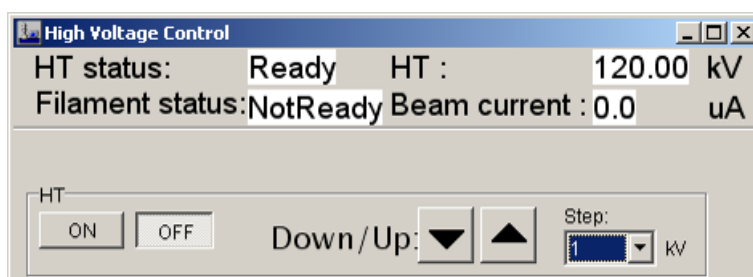 High Voltage Control
HT status: Ready HT : 120.00 kV
Filament status: NotReady Beam current : 0.0 uA
HT
ON OFF Down/Up: Step:
1 kV